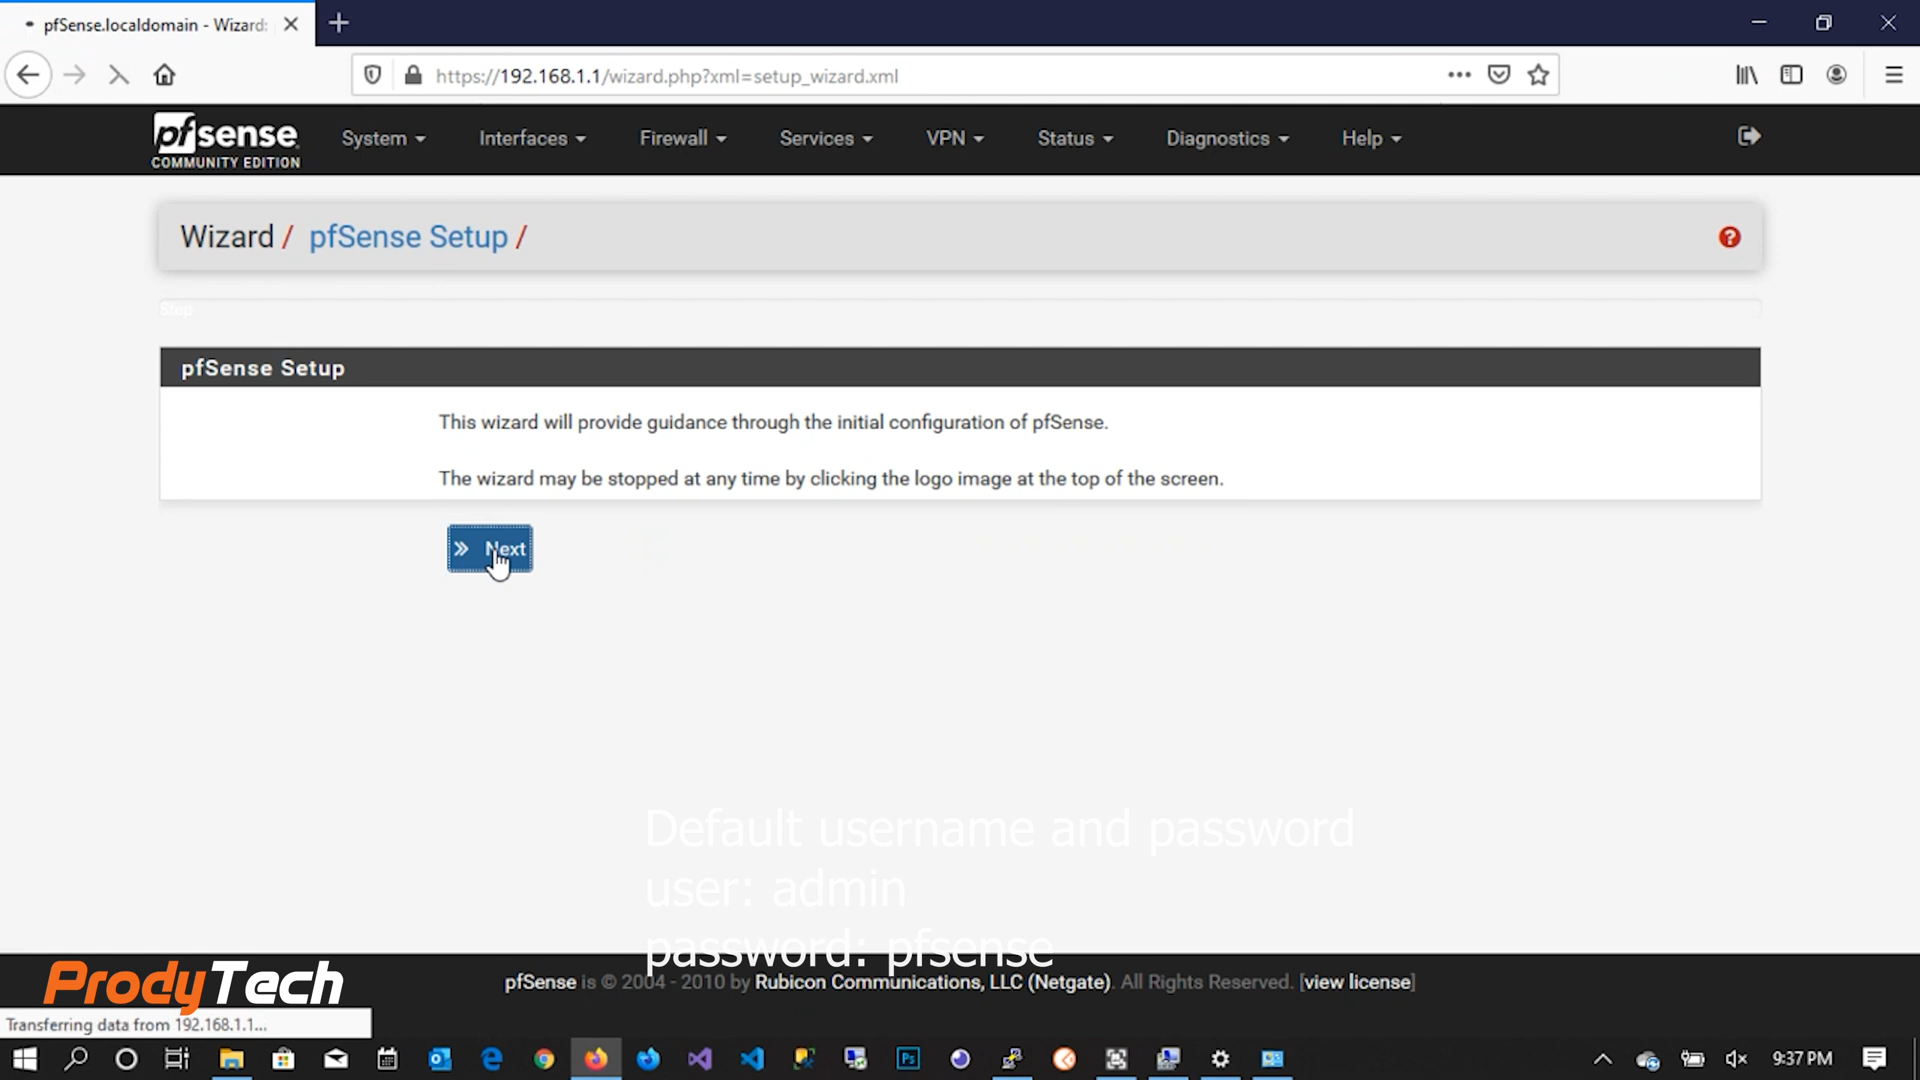 pfSense.localdomain - Wizard:
https://192.168.1.1/wizard.php?xml=setup_wizard.xml
pfsense
COMMUNITY EDITION
System
Interfaces
Firewall
Services
VPN
Status
Diagnostics
Help
Wizard / pfSense Setup /
Step
pfSense Setup
This wizard will provide guidance through the initial configuration of pfSense.
The wizard may be stopped at any time by clicking the logo image at the top of the screen.
Next
Default username and password
user: admin
password: pfsense
ProdyTech
pfSense is © 2004 - 2010 by Rubicon Communications, LLC (Netgate). All Rights Reserved. [view license]
Transferring data from 192.168.1.1...
Ps
9:37 PM